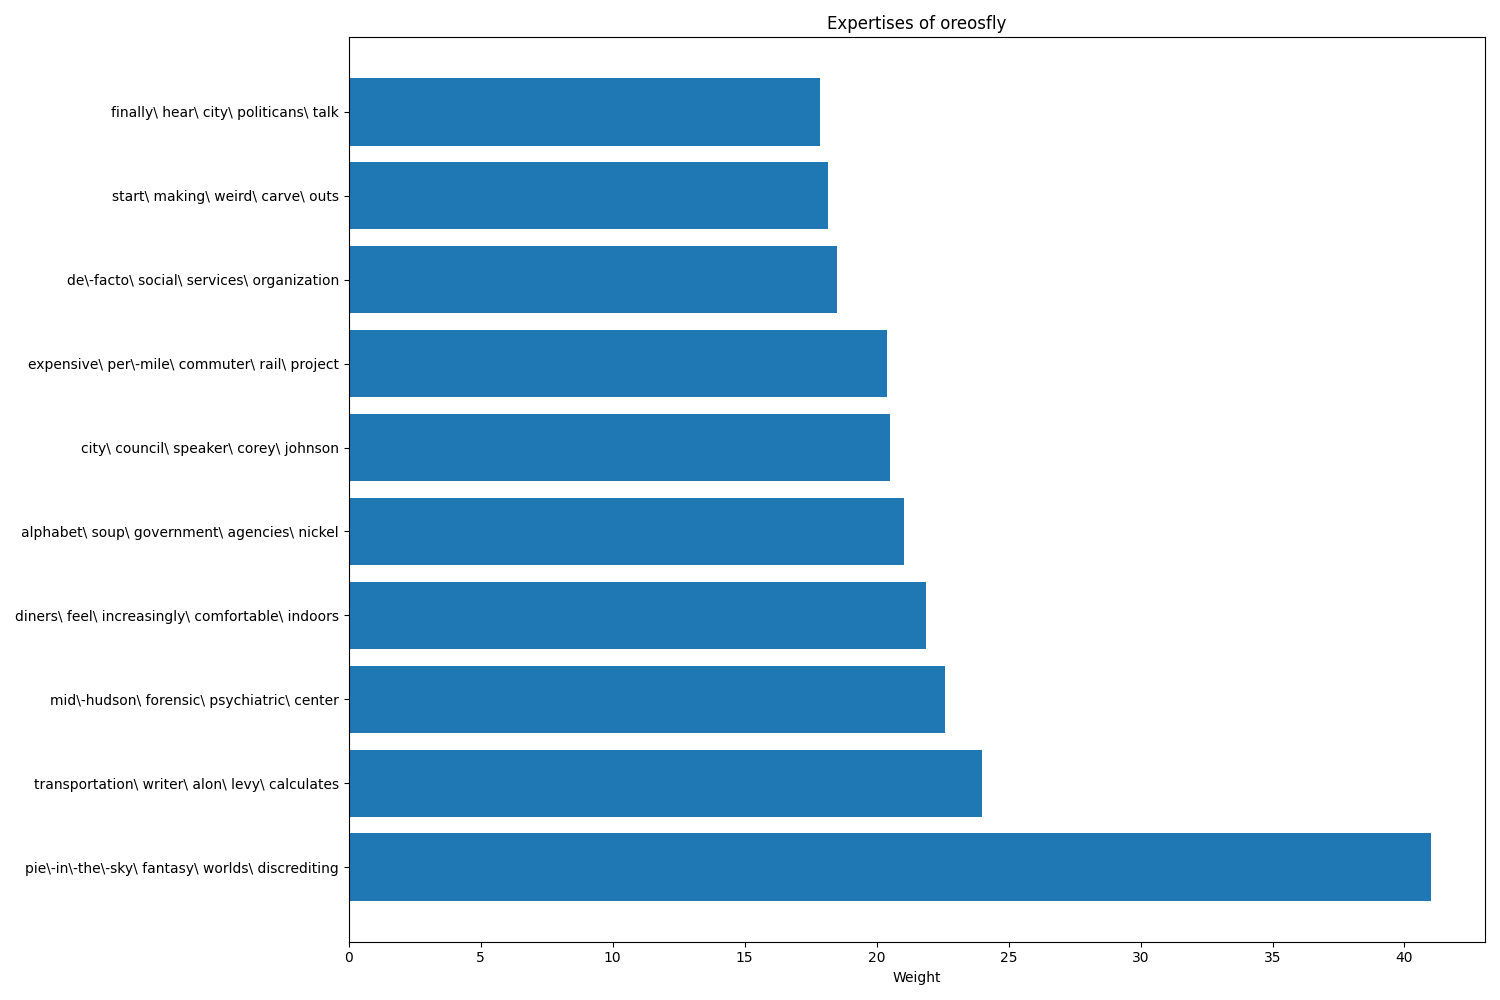 Expertises of oreosfly
finally\ hear\ city\ politicans\ talk
start\ making\ weird\ carve\ outs
de\-facto\ social\ services\ organization
expensive\ per\-mile\ commuter\ rail\ project
city\ council\ speaker\ corey\ johnson
alphabet\ soup\ government\ agencies\ nickel
diners\ feel\ increasingly\ comfortable\ indoors
mid\-hudson\ forensic\ psychiatric\ center
transportation\ writer\ alon\ levy\ calculates
pie\-in\-the\-sky\ fantasy\ worlds\ discrediting
0 5 10 15 20 25 30 35 40
Weight